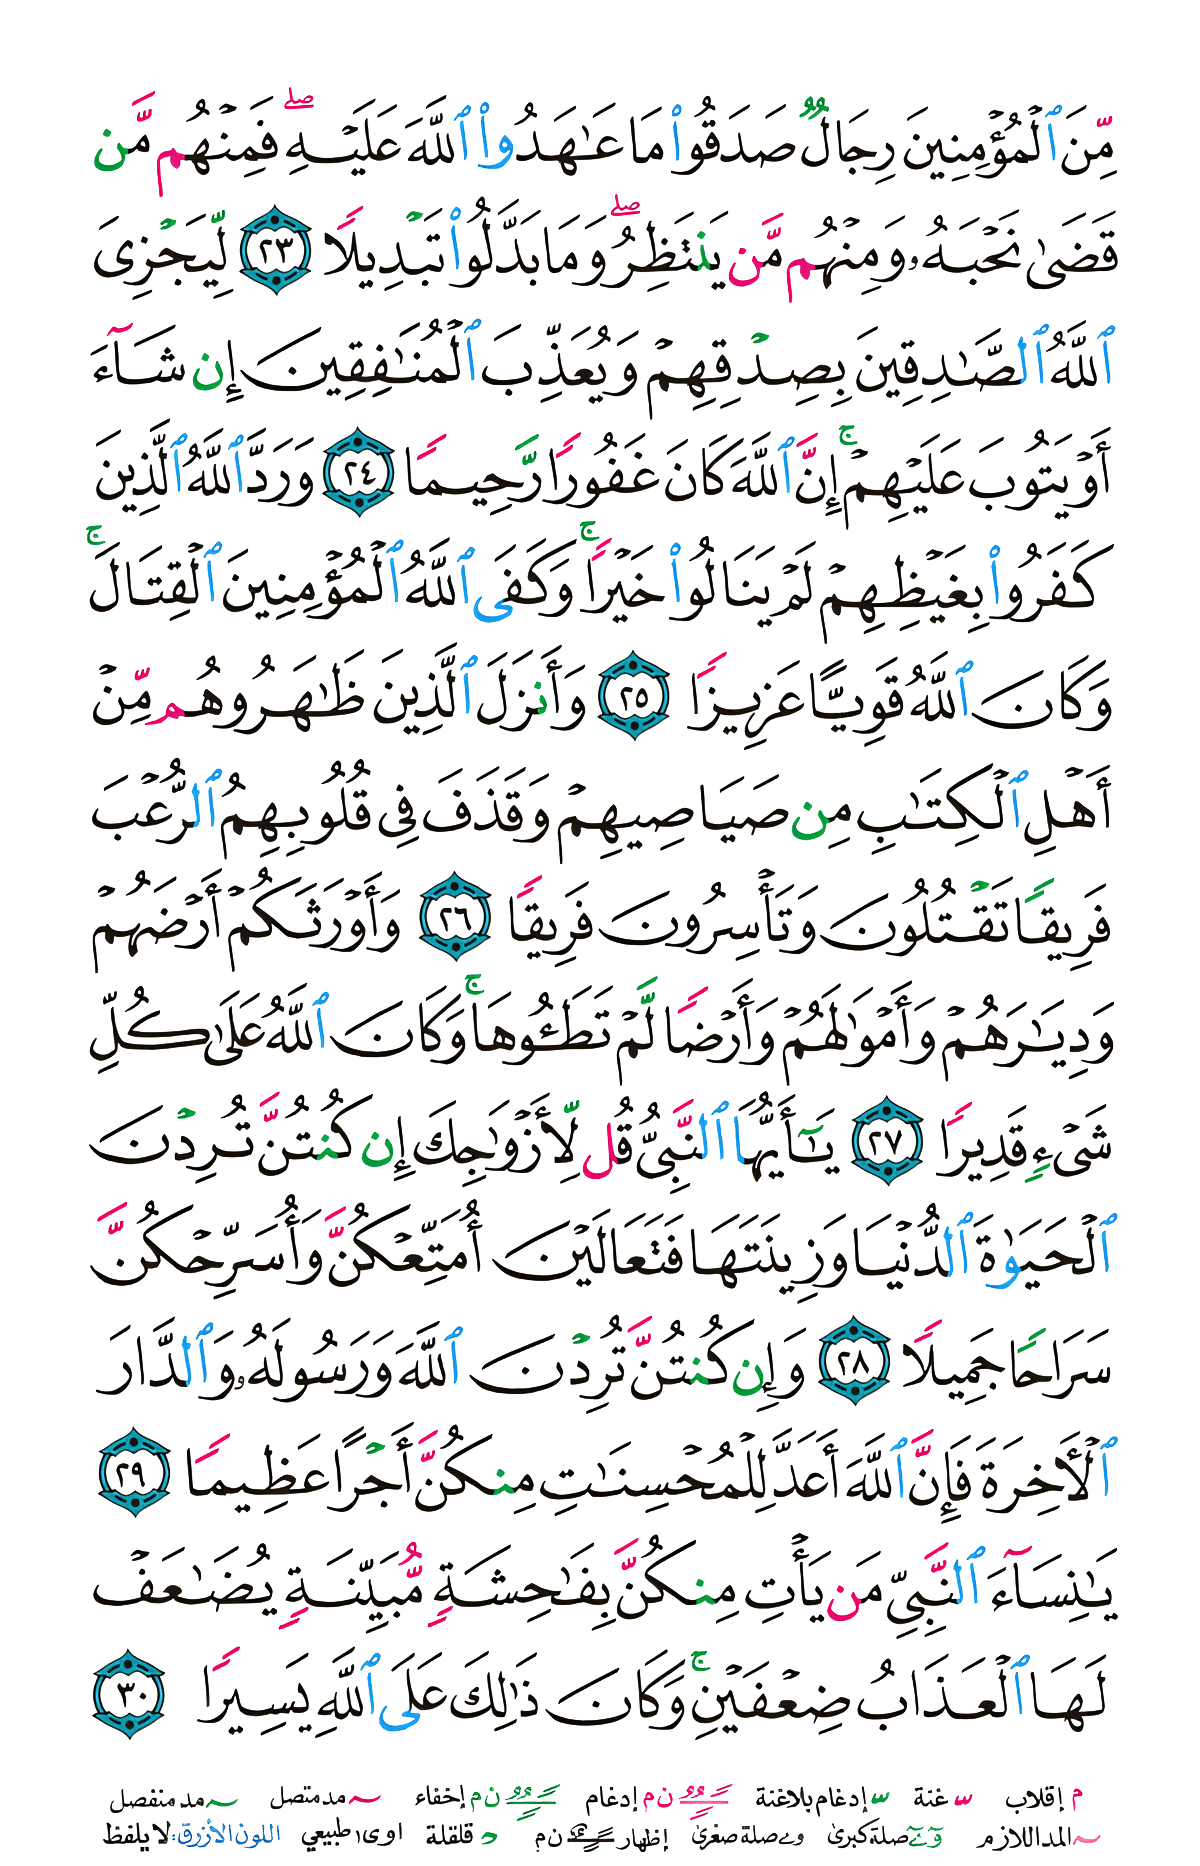 مِّنَ ٱلْمُؤْمِنِينَ رِجَالٌ صَدَقُوا۟ مَا عَـٰهَدُوا۟ ٱللَّهَ عَلَيْهِ ۖ فَمِنْهُم مَّن
قَضَىٰ نَحْبَهُۥ وَمِنْهُم مَّن يَنتَظِرُ ۖ وَمَا بَدَّلُوا۟ تَبْدِيلًا ٢٣ لِّيَجْزِىَ
ٱللَّهُ ٱلصَّـٰدِقِينَ بِصِدْقِهِمْ وَيُعَذِّبَ ٱلْمُنَـٰفِقِينَ إِن شَآءَ
أَوْ يَتُوبَ عَلَيْهِمْ ۚ إِنَّ ٱللَّهَ كَانَ غَفُورًا رَّحِيمًا ٢٤ وَرَدَّ ٱللَّهُ ٱلَّذِينَ
كَفَرُوا۟ بِغَيْظِهِمْ لَمْ يَنَالُوا۟ خَيْرًا ۚ وَكَفَى ٱللَّهُ ٱلْمُؤْمِنِينَ ٱلْقِتَالَ ۚ
وَكَانَ ٱللَّهُ قَوِيًّا عَزِيزًا ٢٥ وَأَنزَلَ ٱلَّذِينَ ظَـٰهَرُوهُم مِّنْ
أَهْلِ ٱلْكِتَـٰبِ مِن صَيَاصِيهِمْ وَقَذَفَ فِى قُلُوبِهِمُ ٱلرُّعْبَ
فَرِيقًا تَقْتُلُونَ وَتَأْسِرُونَ فَرِيقًا ٢٦ وَأَوْرَثَكُمْ أَرْضَهُمْ
وَدِيَـٰرَهُمْ وَأَمْوَٰلَهُمْ وَأَرْضًا لَّمْ تَطَـُٔوهَا ۚ وَكَانَ ٱللَّهُ عَلَىٰ كُلِّ
شَىْءٍ قَدِيرًا ٢٧ يَـٰٓأَيُّهَا ٱلنَّبِىُّ قُل لِّأَزْوَٰجِكَ إِن كُنتُنَّ تُرِدْنَ
ٱلْحَيَوٰةَ ٱلدُّنْيَا وَزِينَتَهَا فَتَعَالَيْنَ أُمَتِّعْكُنَّ وَأُسَرِّحْكُنَّ
سَرَاحًا جَمِيلًا ٢٨ وَإِن كُنتُنَّ تُرِدْنَ ٱللَّهَ وَرَسُولَهُۥ وَٱلدَّارَ
ٱلْـَٔاخِرَةَ فَإِنَّ ٱللَّهَ أَعَدَّ لِلْمُحْسِنَـٰتِ مِنكُنَّ أَجْرًا عَظِيمًا ٢٩
يَـٰنِسَآءَ ٱلنَّبِىِّ مَن يَأْتِ مِنكُنَّ بِفَـٰحِشَةٍ مُّبَيِّنَةٍ يُضَـٰعَفْ
لَهَا ٱلْعَذَابُ ضِعْفَيْنِ ۚ وَكَانَ ذَٰلِكَ عَلَى ٱللَّهِ يَسِيرًا ٣٠
م إقلاب غنة إدغام بلاغنة ن م إدغام ن م إخفاء مد متصل مد منفصل
المد اللازم صلة كبرى وے صلة صغرى إظهار ن م قلقلة اوى طبيعي اللون الأزرق: لا يلفظ